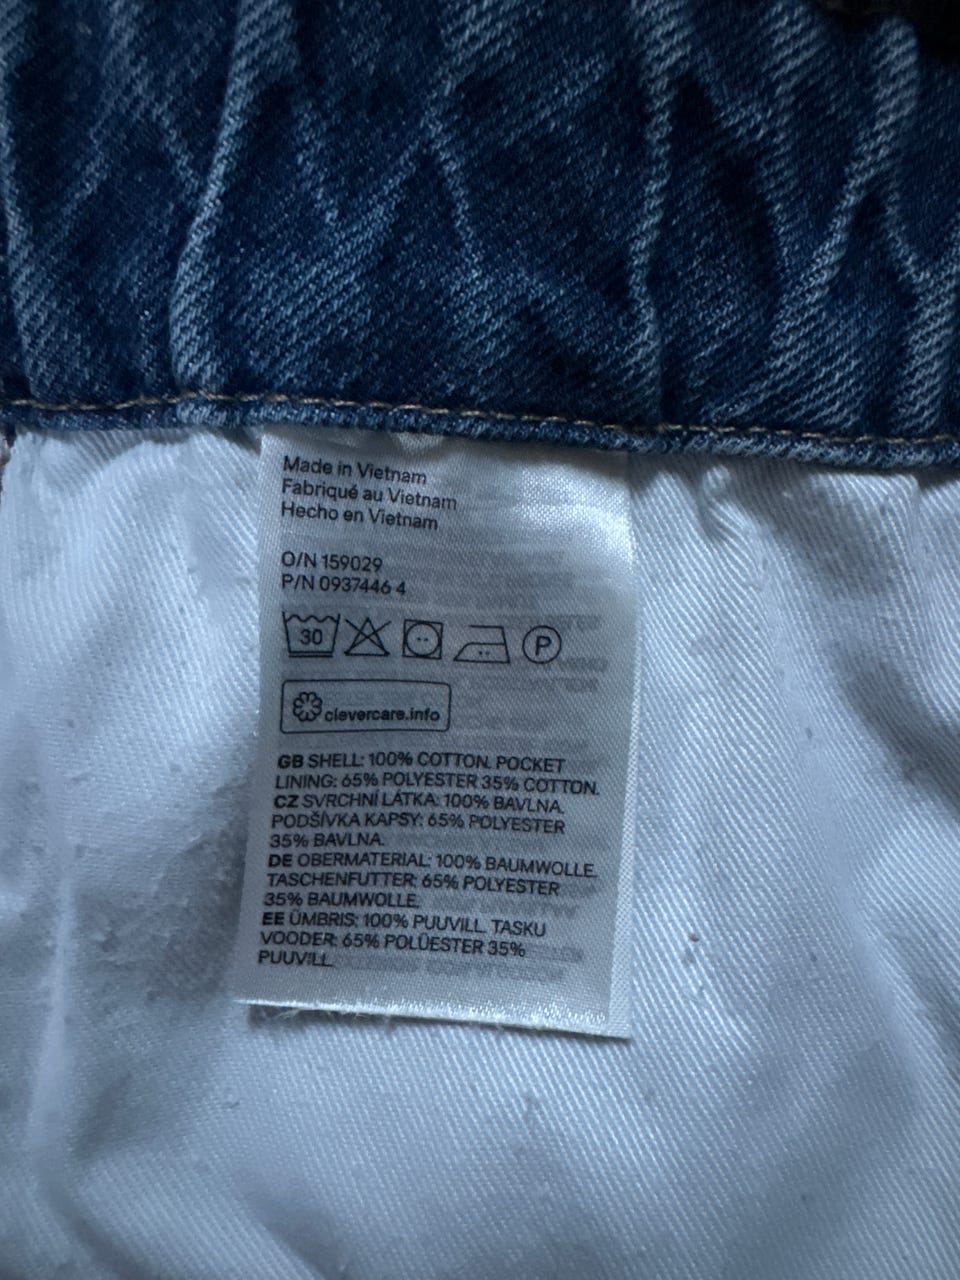 Made in Vietnam
Fabriqué au Vietnam
Hecho en Vietnam
O/N 159029
P/N 0937446 4
30 P
clevercare.info
GB SHELL: 100% COTTON. POCKET
LINING: 65% POLYESTER 35% COTTON.
CZ SVRCHNÍ LÁTKA: 100% BAVLNA.
PODŠÍVKA KAPSY: 65% POLYESTER
35% BAVLNA.
DE OBERMATERIAL: 100% BAUMWOLLE.
TASCHENFUTTER: 65% POLYESTER
35% BAUMWOLLE.
EE ÜMBRIS: 100% PUUVILL. TASKU
VOODER: 65% POLÜESTER 35%
PUUVILL.